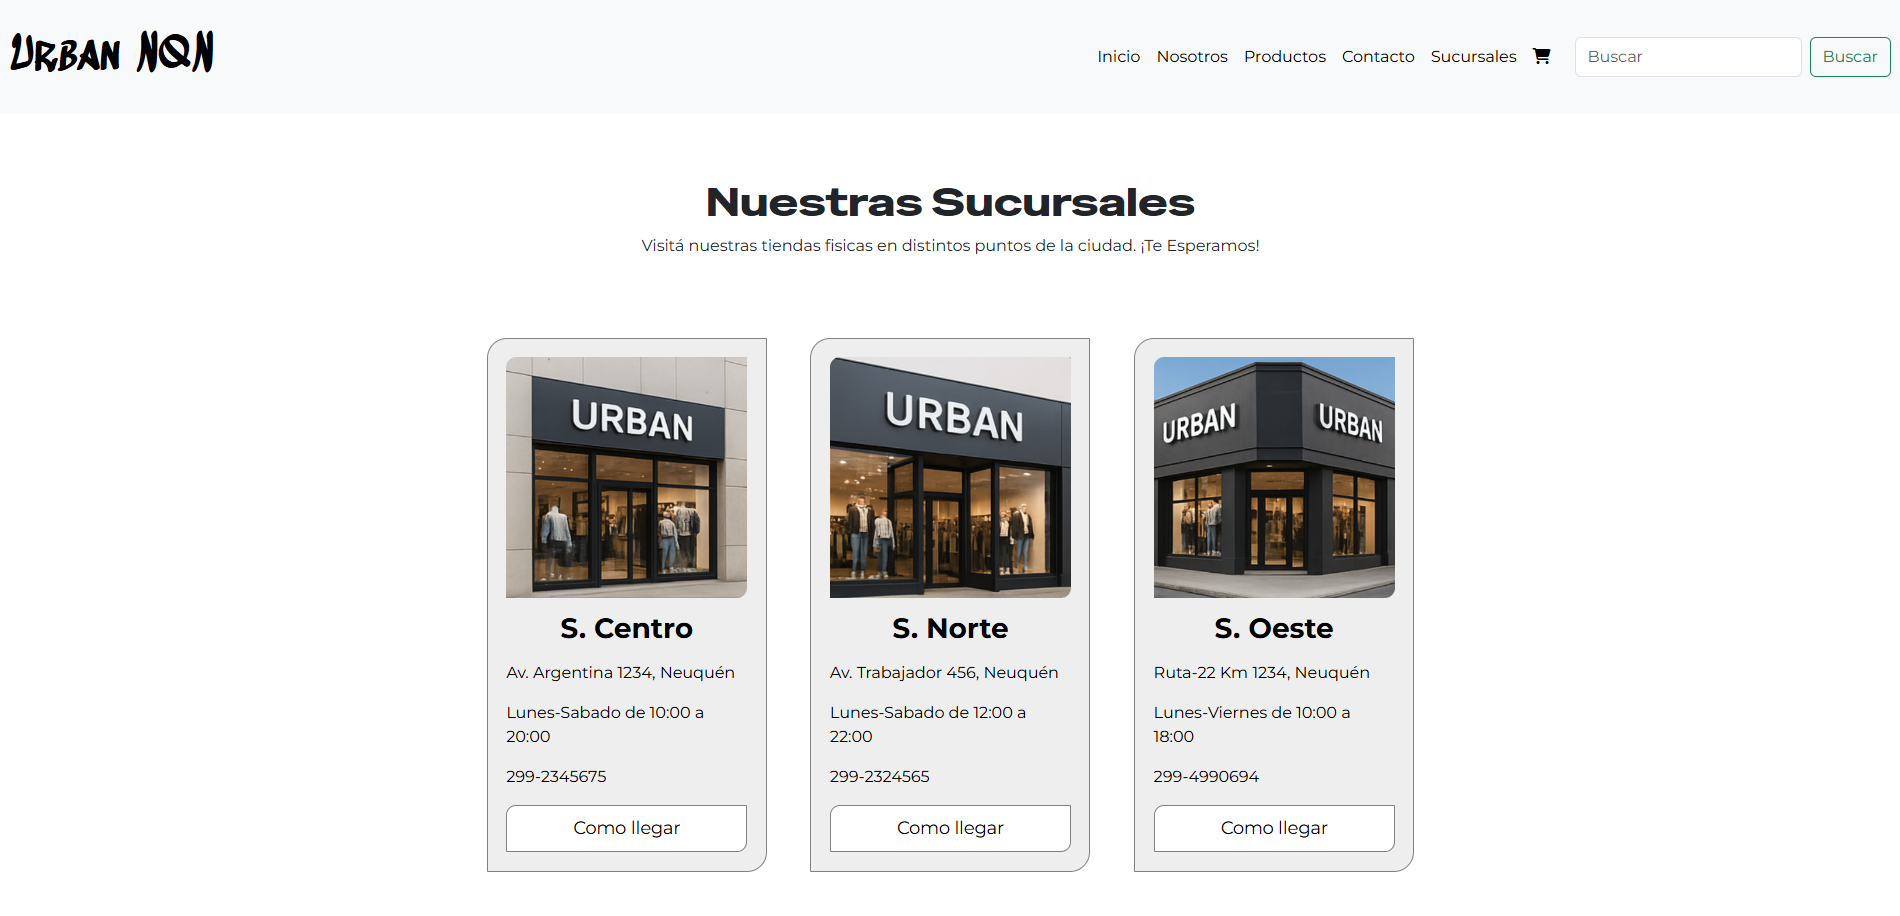 URBAN NQN
Inicio Nosotros Productos Contacto Sucursales Buscar Buscar
Nuestras Sucursales
Visitá nuestras tiendas fisicas en distintos puntos de la ciudad. ¡Te Esperamos!
URBAN
S. Centro
Av. Argentina 1234, Neuquén
Lunes-Sabado de 10:00 a
20:00
299-2345675
Como llegar
URBAN
S. Norte
Av. Trabajador 456, Neuquén
Lunes-Sabado de 12:00 a
22:00
299-2324565
Como llegar
URBAN URBAN
S. Oeste
Ruta-22 Km 1234, Neuquén
Lunes-Viernes de 10:00 a
18:00
299-4990694
Como llegar